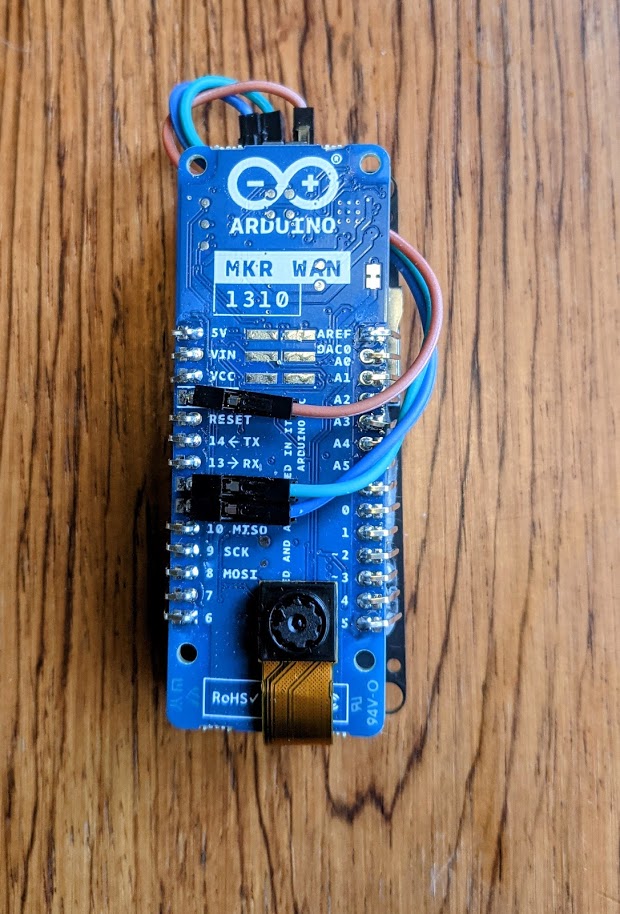 ®
ARDUINO
MKR WAN
1310
5V AREF
DAC0
VIN A0
VCC A1
A2
RESET A3
14←TX A4
13→RX A5
0
10 MISO 1
9 SCK 2
8 MOSI 3
7 4
6 5
ARDUINO
RoHS✓
94V-0